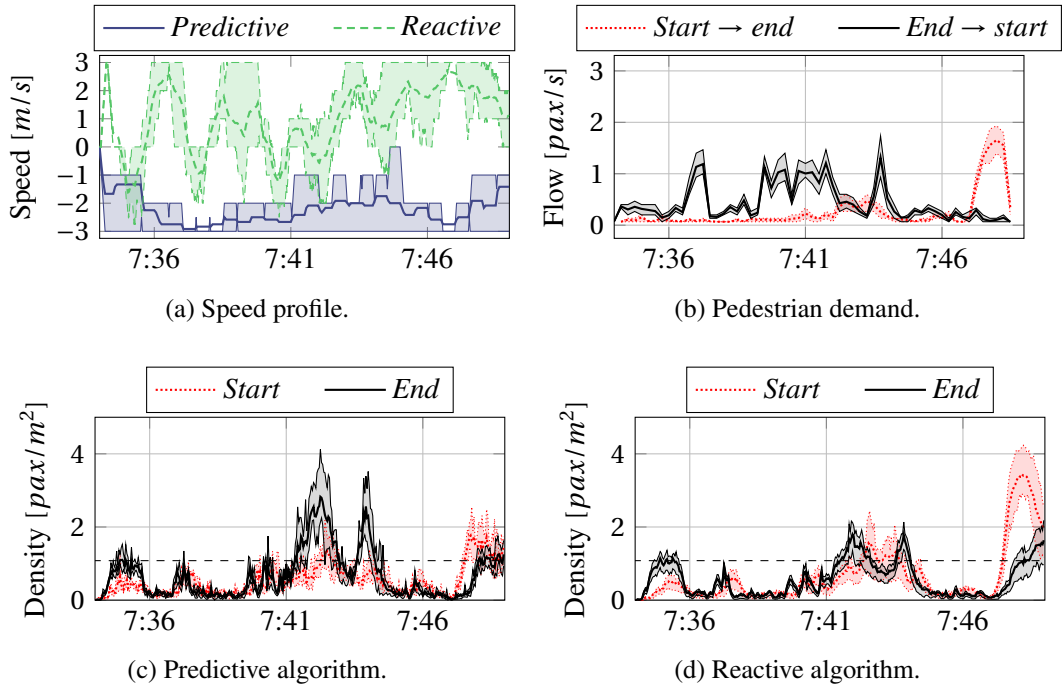 Predictive Reactive
Start → end End → start
Speed [m/s]
3
2
1
0
−1
−2
−3
7:36 7:41 7:46
(a) Speed profile.
Flow [pax/s]
3
2
1
0
7:36 7:41 7:46
(b) Pedestrian demand.
Start End
Density [pax/m²]
4
2
0
7:36 7:41 7:46
(c) Predictive algorithm.
Start End
Density [pax/m²]
4
2
0
7:36 7:41 7:46
(d) Reactive algorithm.